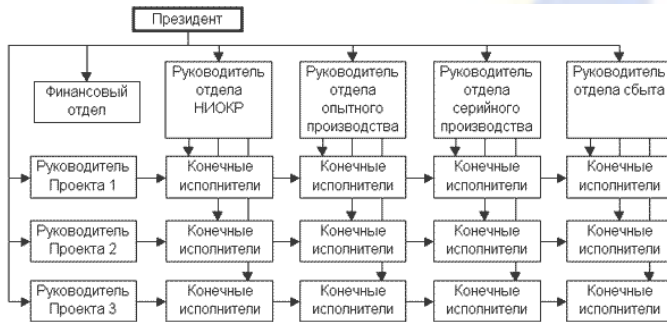 Президент
Финансовый
отдел
Руководитель
отдела
НИОКР
Руководитель
отдела
опытного
производства
Руководитель
отдела
серийного
производства
Руководитель
отдела сбыта
Руководитель
Проекта 1
Конечные
исполнители
Конечные
исполнители
Конечные
исполнители
Конечные
исполнители
Руководитель
Проекта 2
Конечные
исполнители
Конечные
исполнители
Конечные
исполнители
Конечные
исполнители
Руководитель
Проекта 3
Конечные
исполнители
Конечные
исполнители
Конечные
исполнители
Конечные
исполнители